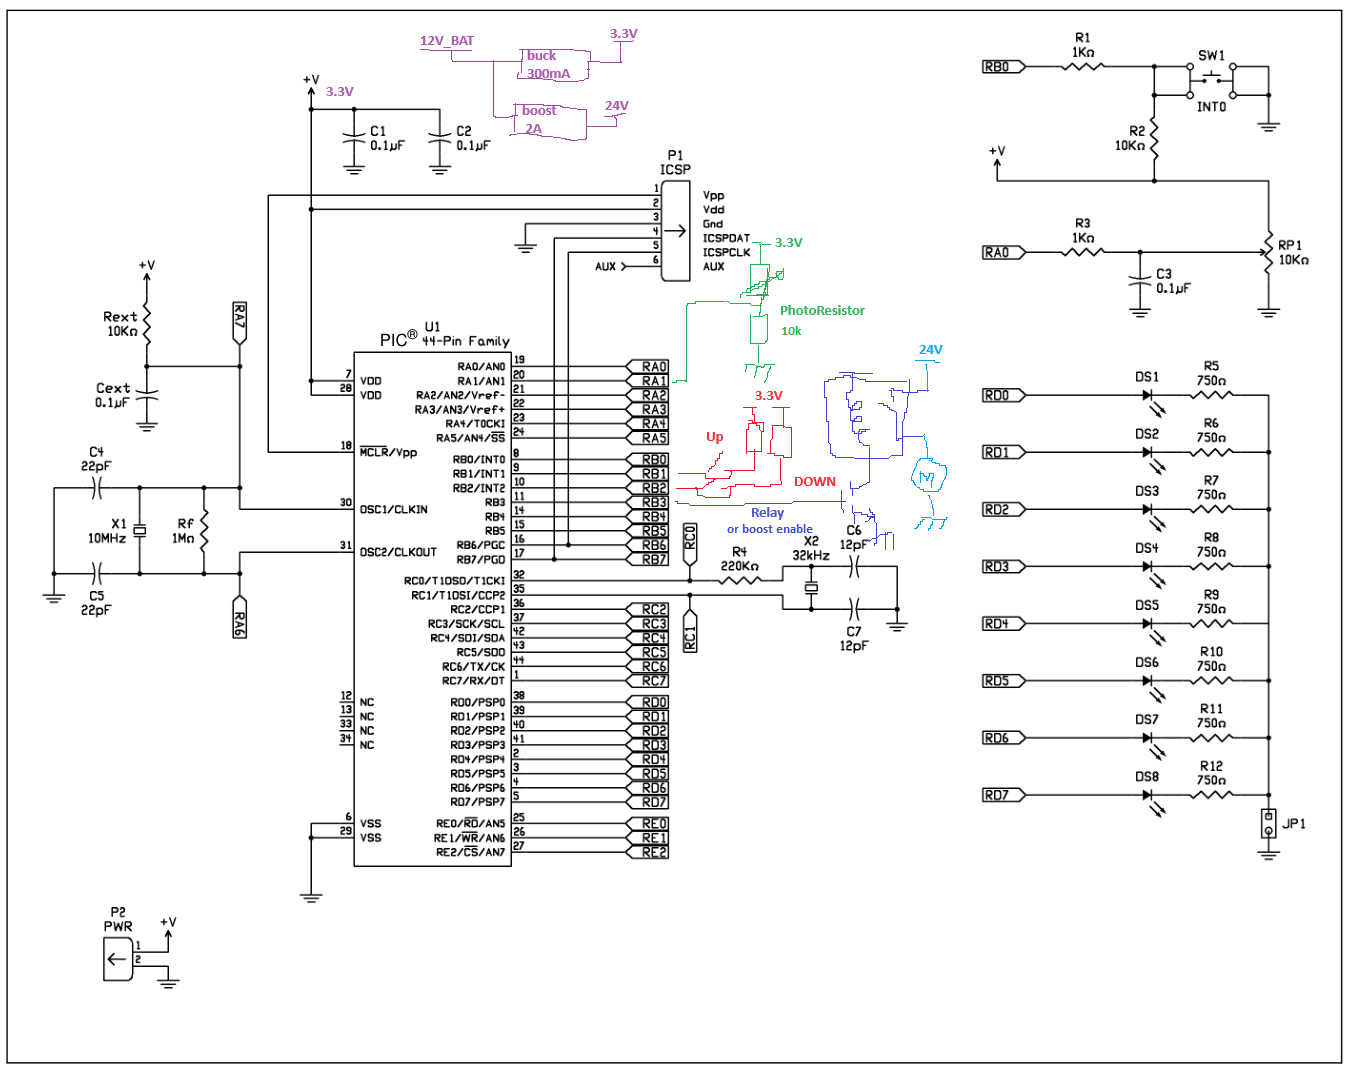 12V_BAT
buck
300mA
3.3V
boost
2A
24V
+V
3.3V
C1
0.1µF
C2
0.1µF
P1
ICSP
1 Vpp
2 Vdd
3 Gnd
4 ICSPDAT
5 ICSPCLK
AUX 6 AUX
+V
Rext
10KΩ
Cext
0.1µF
RA7
C4
22pF
X1
10MHz
Rf
1MΩ
C5
22pF
RA6
U1
PIC® 44-Pin Family
7 VDD
28 VDD
18 MCLR/Vpp
30 OSC1/CLKIN
31 OSC2/CLKOUT
12 NC
13 NC
33 NC
34 NC
6 VSS
29 VSS
RA0/AN0 19 RA0
RA1/AN1 20 RA1
RA2/AN2/Vref- 21 RA2
RA3/AN3/Vref+ 22 RA3
RA4/T0CKI 23 RA4
RA5/AN4/SS 24 RA5
RB0/INT0 8 RB0
RB1/INT1 9 RB1
RB2/INT2 10 RB2
RB3 11 RB3
RB4 14 RB4
RB5 15 RB5
RB6/PGC 16 RB6
RB7/PGD 17 RB7
RC0/T1OSO/T1CKI 32
RC1/T1OSI/CCP2 35
RC2/CCP1 36 RC2
RC3/SCK/SCL 37 RC3
RC4/SDI/SDA 42 RC4
RC5/SDO 43 RC5
RC6/TX/CK 44 RC6
RC7/RX/DT 1 RC7
RD0/PSP0 38 RD0
RD1/PSP1 39 RD1
RD2/PSP2 40 RD2
RD3/PSP3 41 RD3
RD4/PSP4 2 RD4
RD5/PSP5 3 RD5
RD6/PSP6 4 RD6
RD7/PSP7 5 RD7
RE0/RD/AN5 25 RE0
RE1/WR/AN6 26 RE1
RE2/CS/AN7 27 RE2
3.3V
PhotoResistor
10k
3.3V
Up
DOWN
Relay
or boost enable
24V
M
RC0
RC1
R4
220KΩ
X2
32kHz
C6
12pF
C7
12pF
RB0
R1
1KΩ
SW1
INT0
R2
10KΩ
+V
RA0
R3
1KΩ
C3
0.1µF
RP1
10KΩ
RD0 DS1 R5
750Ω
RD1 DS2 R6
750Ω
RD2 DS3 R7
750Ω
RD3 DS4 R8
750Ω
RD4 DS5 R9
750Ω
RD5 DS6 R10
750Ω
RD6 DS7 R11
750Ω
RD7 DS8 R12
750Ω
JP1
P2
PWR
+V
1
2